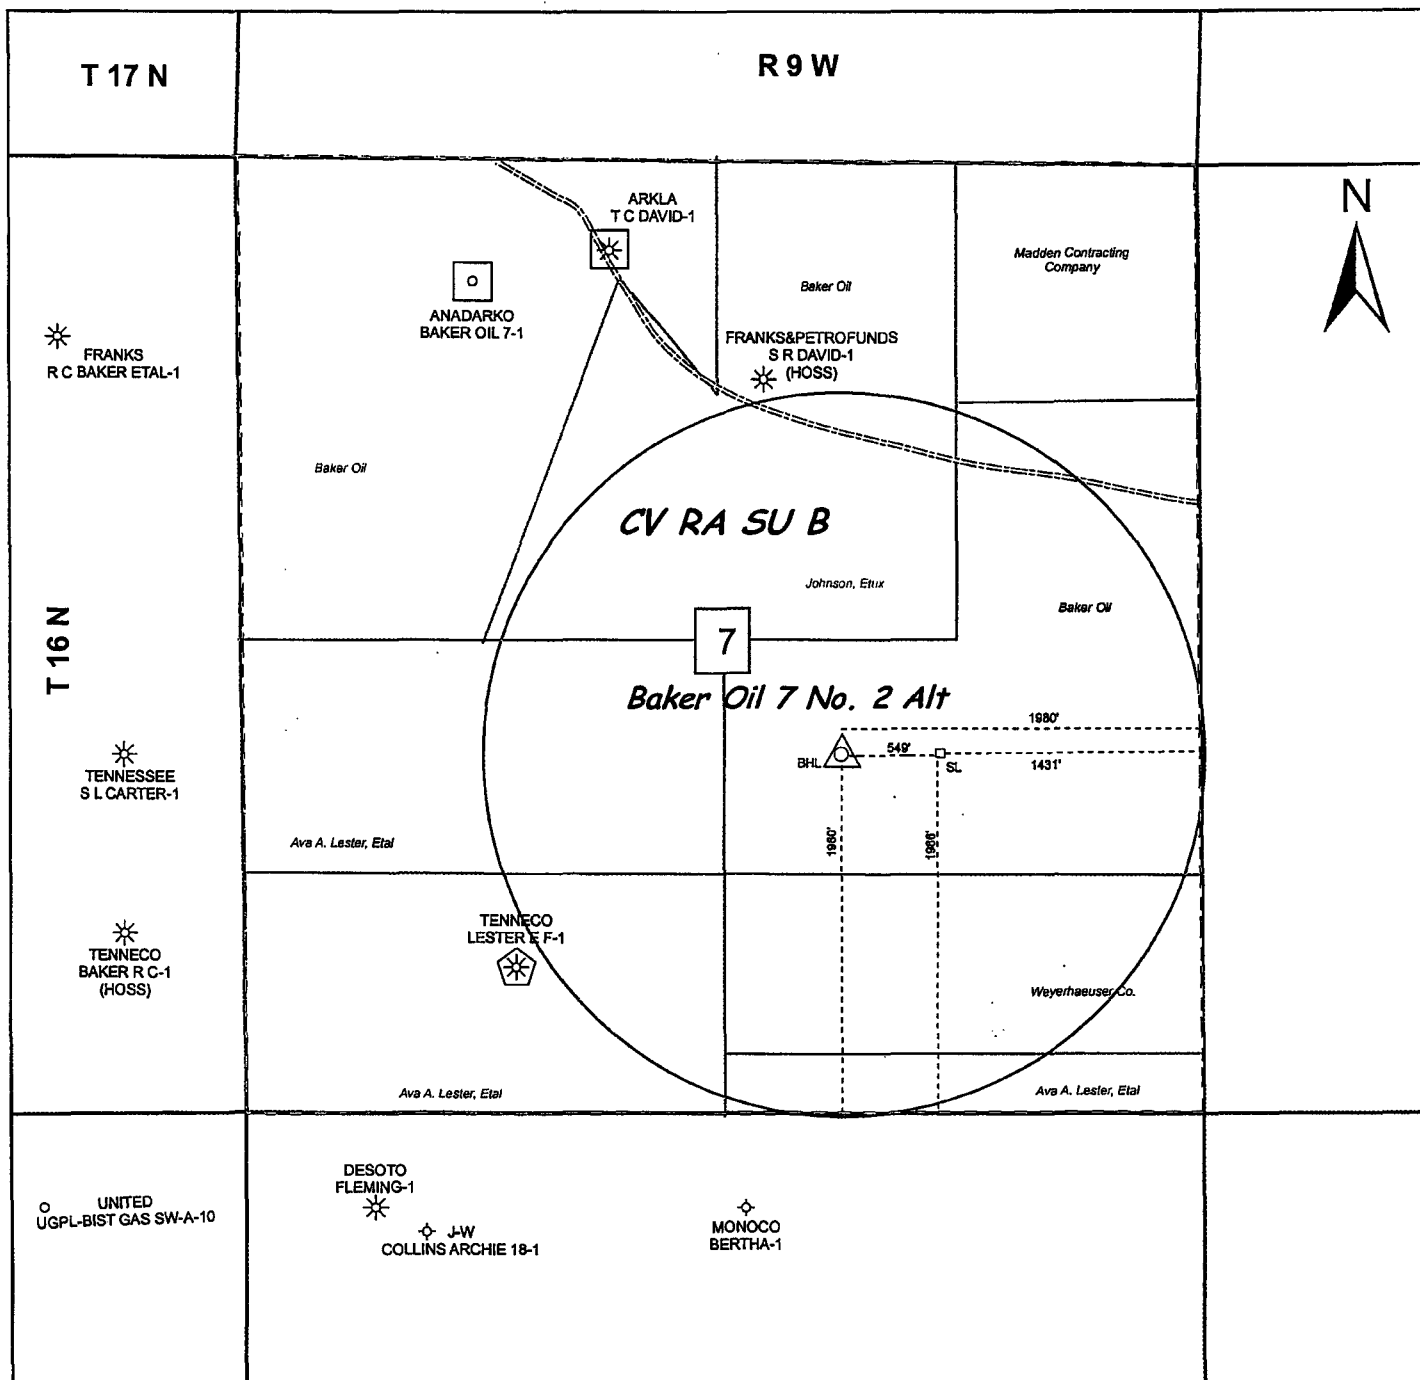 T 17 N
R 9 W
N
ARKLA
T C DAVID-1
Madden Contracting
Company
Baker Oil
ANADARKO
BAKER OIL 7-1
FRANKS&PETROFUNDS
S R DAVID-1
(HOSS)
FRANKS
R C BAKER ETAL-1
Baker Oil
CV RA SU B
Johnson, Etux
Baker Oil
T 16 N
7
Baker Oil 7 No. 2 Alt
1980'
549'
BHL
SL
1431'
TENNESSEE
S L CARTER-1
1980'
1986'
Ava A. Lester, Etal
TENNECO
LESTER E F-1
TENNECO
BAKER R C-1
(HOSS)
Weyerhaeuser Co.
Ava A. Lester, Etal
Ava A. Lester, Etal
DESOTO
FLEMING-1
UNITED
UGPL-BIST GAS SW-A-10
J-W
COLLINS ARCHIE 18-1
MONOCO
BERTHA-1